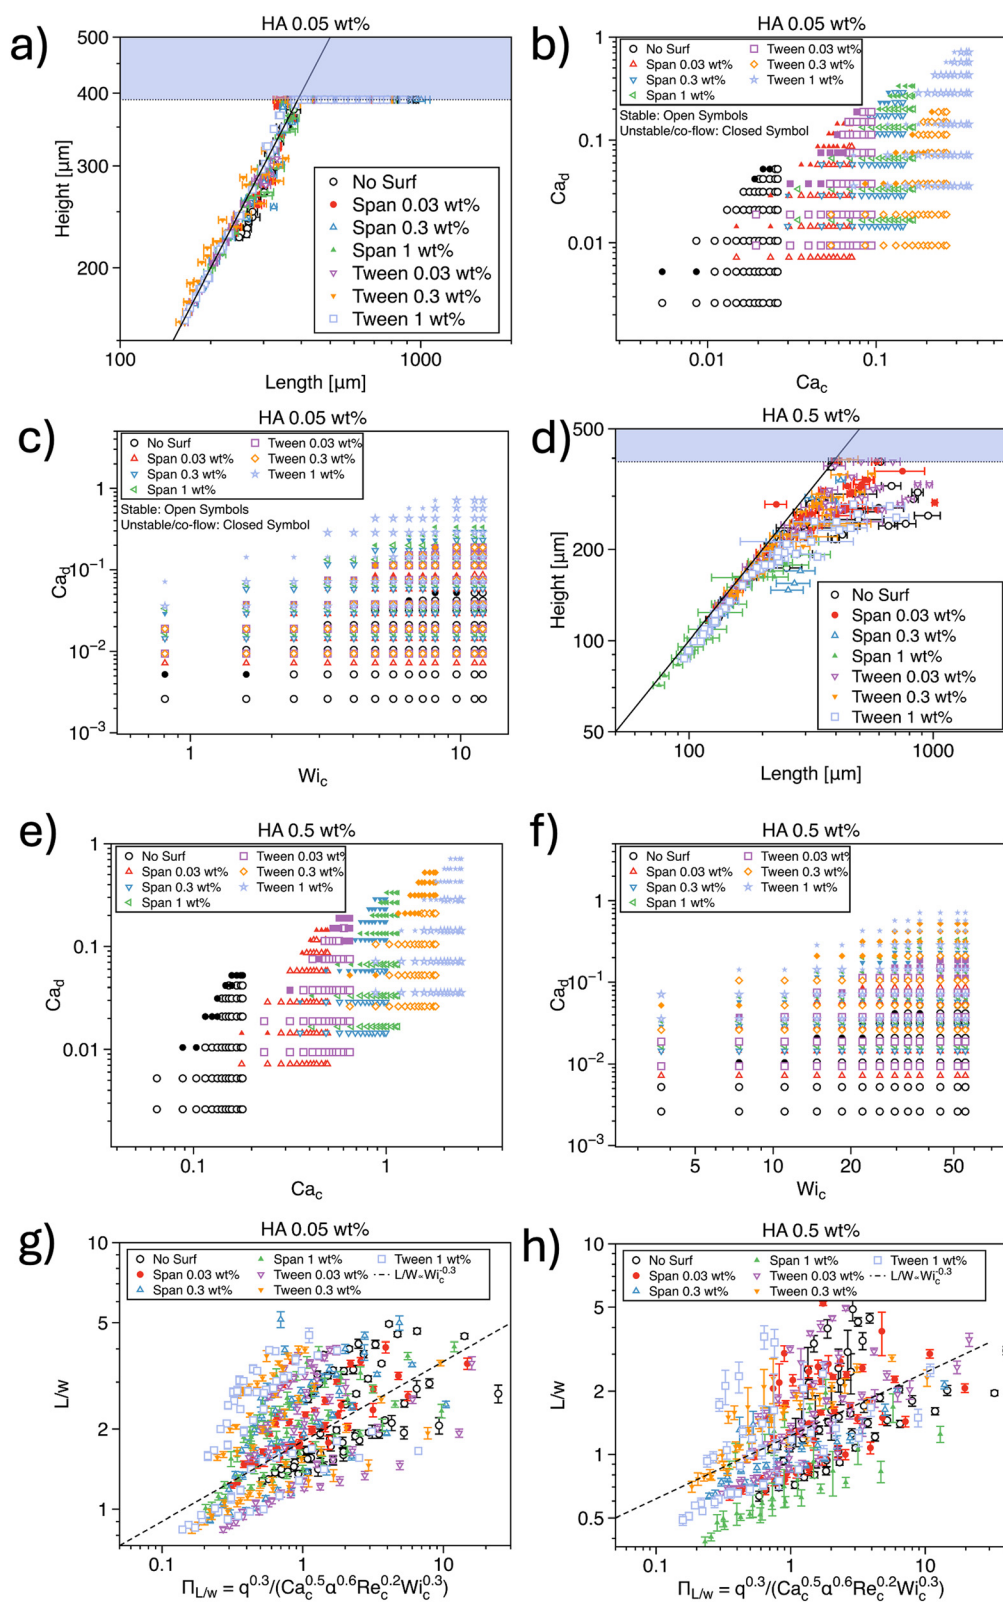 a)
HA 0.05 wt%
500
400
300
200
Height [µm]
100
1000
Length [µm]
No Surf
Span 0.03 wt%
Span 0.3 wt%
Span 1 wt%
Tween 0.03 wt%
Tween 0.3 wt%
Tween 1 wt%
b)
HA 0.05 wt%
1
0.1
0.01
Ca_d
0.01
0.1
Ca_c
No Surf
Span 0.03 wt%
Span 0.3 wt%
Span 1 wt%
Tween 0.03 wt%
Tween 0.3 wt%
Tween 1 wt%
Stable: Open Symbols
Unstable/co-flow: Closed Symbol
c)
HA 0.05 wt%
1
10^{-1}
10^{-2}
10^{-3}
Ca_d
1
10
Wi_c
No Surf
Span 0.03 wt%
Span 0.3 wt%
Span 1 wt%
Tween 0.03 wt%
Tween 0.3 wt%
Tween 1 wt%
Stable: Open Symbols
Unstable/co-flow: Closed Symbol
d)
HA 0.5 wt%
500
400
200
100
50
Height [µm]
100
1000
Length [µm]
No Surf
Span 0.03 wt%
Span 0.3 wt%
Span 1 wt%
Tween 0.03 wt%
Tween 0.3 wt%
Tween 1 wt%
e)
HA 0.5 wt%
1
0.1
0.01
Ca_d
0.1
1
Ca_c
No Surf
Span 0.03 wt%
Span 0.3 wt%
Span 1 wt%
Tween 0.03 wt%
Tween 0.3 wt%
Tween 1 wt%
f)
HA 0.5 wt%
1
10^{-1}
10^{-2}
10^{-3}
Ca_d
5
10
20
50
Wi_c
No Surf
Span 0.03 wt%
Span 0.3 wt%
Span 1 wt%
Tween 0.03 wt%
Tween 0.3 wt%
Tween 1 wt%
g)
HA 0.05 wt%
10
5
2
1
L/w
0.1
1
10
Π_{L/w} = q^{0.3}/(Ca_c^{0.5}α^{0.6}Re_c^{0.2}Wi_c^{0.3})
No Surf
Span 0.03 wt%
Span 0.3 wt%
Span 1 wt%
Tween 0.03 wt%
Tween 0.3 wt%
Tween 1 wt%
L/W∝Wi_c^{-0.3}
h)
HA 0.5 wt%
10
5
2
1
0.5
L/w
0.1
1
10
Π_{L/w} = q^{0.3}/(Ca_c^{0.5}α^{0.6}Re_c^{0.2}Wi_c^{0.3})
No Surf
Span 0.03 wt%
Span 0.3 wt%
Span 1 wt%
Tween 0.03 wt%
Tween 0.3 wt%
Tween 1 wt%
L/W∝Wi_c^{-0.3}